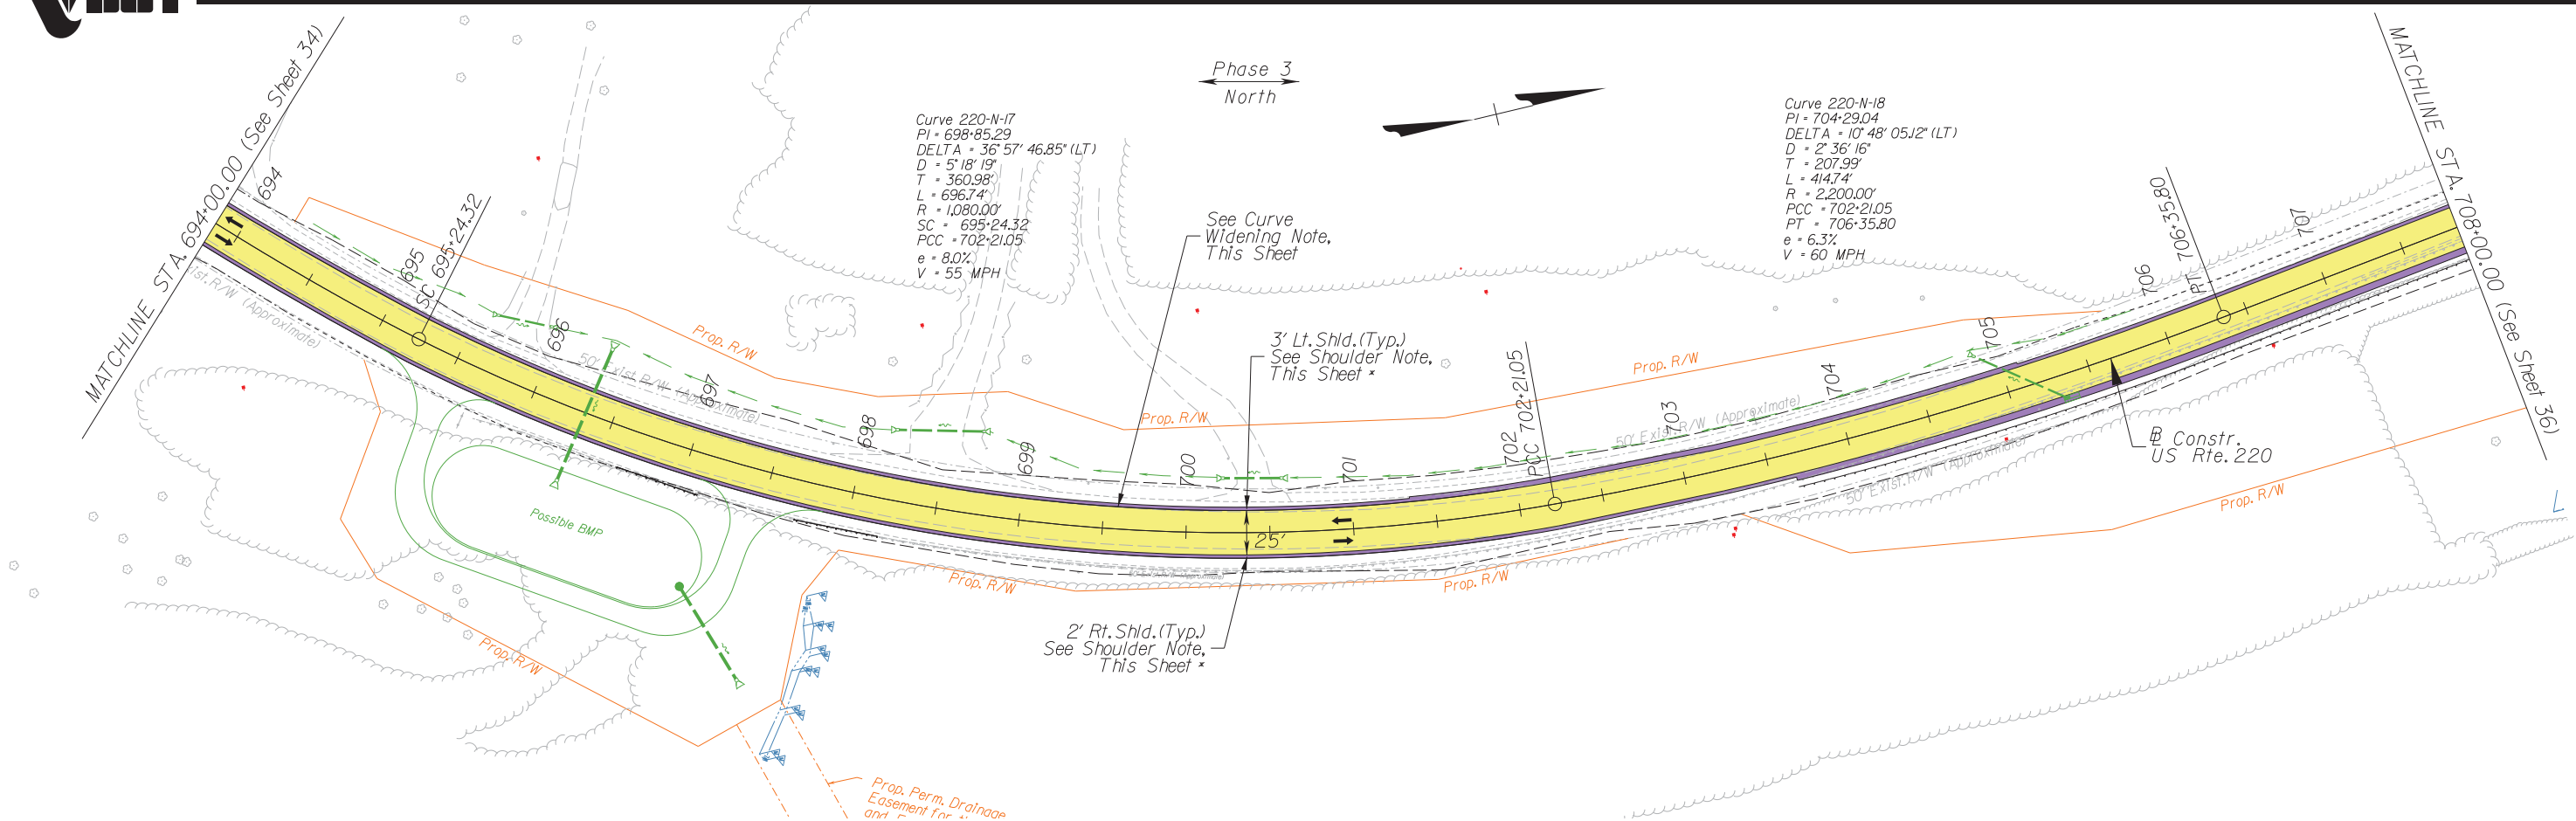 MATCHLINE STA. 694+00.00 (See Sheet 34)
694
695
SC 695+24.32
Exist. R/W (Approximate)
696
50' Exist. R/W (Approximate)
697
698
699
700
701
702
PCC 702+21.05
703
704
705
706
PT 706+35.80
707
MATCHLINE STA. 708+00.00 (See Sheet 36)
Phase 3
North
Curve 220-N-17
PI = 698+85.29
DELTA = 36° 57' 46.85" (LT)
D = 5° 18' 19"
T = 360.98'
L = 696.74'
R = 1,080.00'
SC = 695+24.32
PCC = 702+21.05
e = 8.0%
V = 55 MPH
See Curve
Widening Note,
This Sheet
3' Lt. Shld. (Typ.)
See Shoulder Note,
This Sheet *
25'
2' Rt. Shld. (Typ.)
See Shoulder Note,
This Sheet *
Curve 220-N-18
PI = 704+29.04
DELTA = 10° 48' 05.12" (LT)
D = 2° 36' 16"
T = 207.99'
L = 414.74'
R = 2,200.00'
PCC = 702+21.05
PT = 706+35.80
e = 6.3%
V = 60 MPH
Prop. R/W
Prop. R/W
Prop. R/W
50' Exist. R/W (Approximate)
50' Exist. R/W (Approximate)
B Constr.
US Rte. 220
Prop. R/W
Prop. R/W
Prop. R/W
Prop. R/W
Possible BMP
Prop. Perm. Drainage
Easement for
and
L